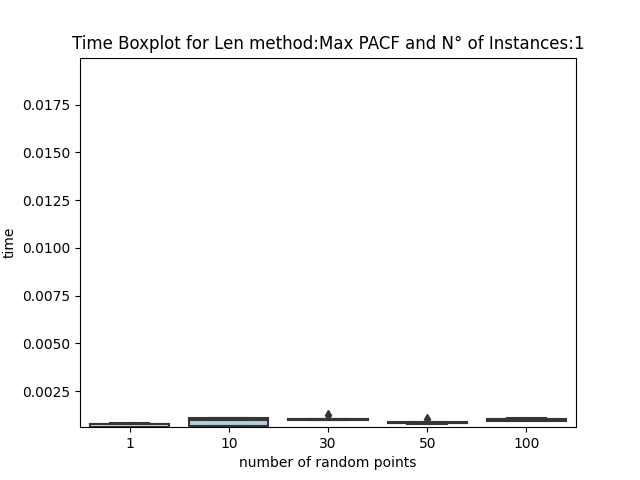 Time Boxplot for Len method:Max PACF and N° of Instances:1
0.0175
0.0150
0.0125
0.0100
0.0075
0.0050
0.0025
time
1 10 30 50 100
number of random points